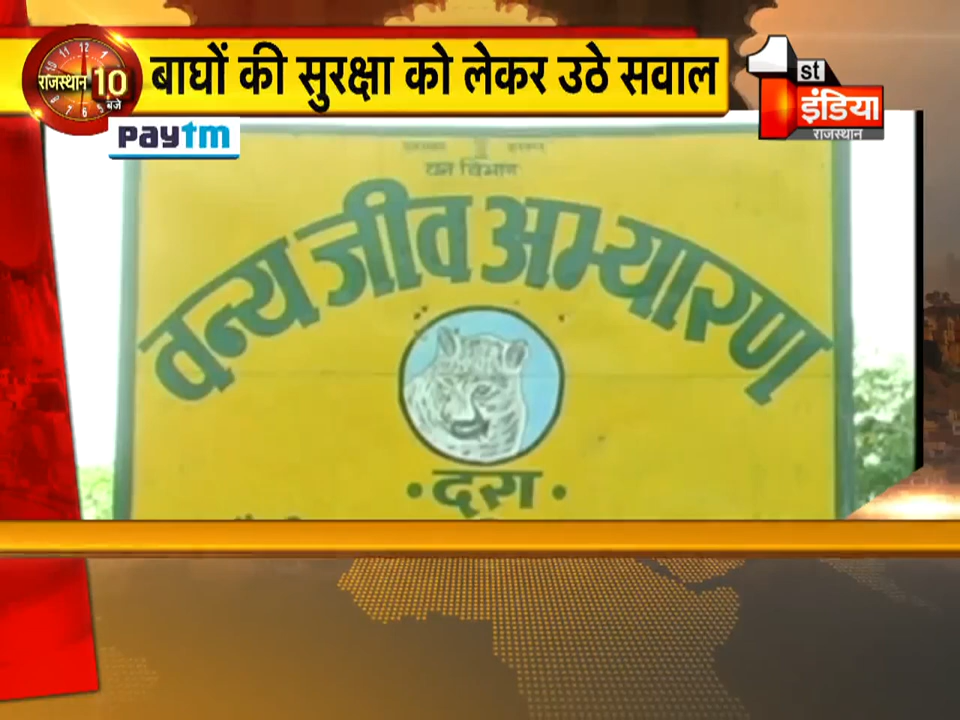 राजस्थान 10 बजे
बाघों की सुरक्षा को लेकर उठे सवाल
1st
इंडिया
राजस्थान
paytm
वन विभाग
वन्य जीव अभ्यारण
• दरा •